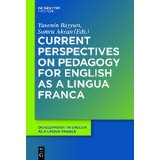 DE GRUYTER
MOUTON
Yasemin Bayyurt,
Sumru Akcan (Eds.)
CURRENT
PERSPECTIVES
ON PEDAGOGY
FOR ENGLISH
AS A LINGUA
FRANCA
DEVELOPMENTS IN ENGLISH
AS A LINGUA FRANCA